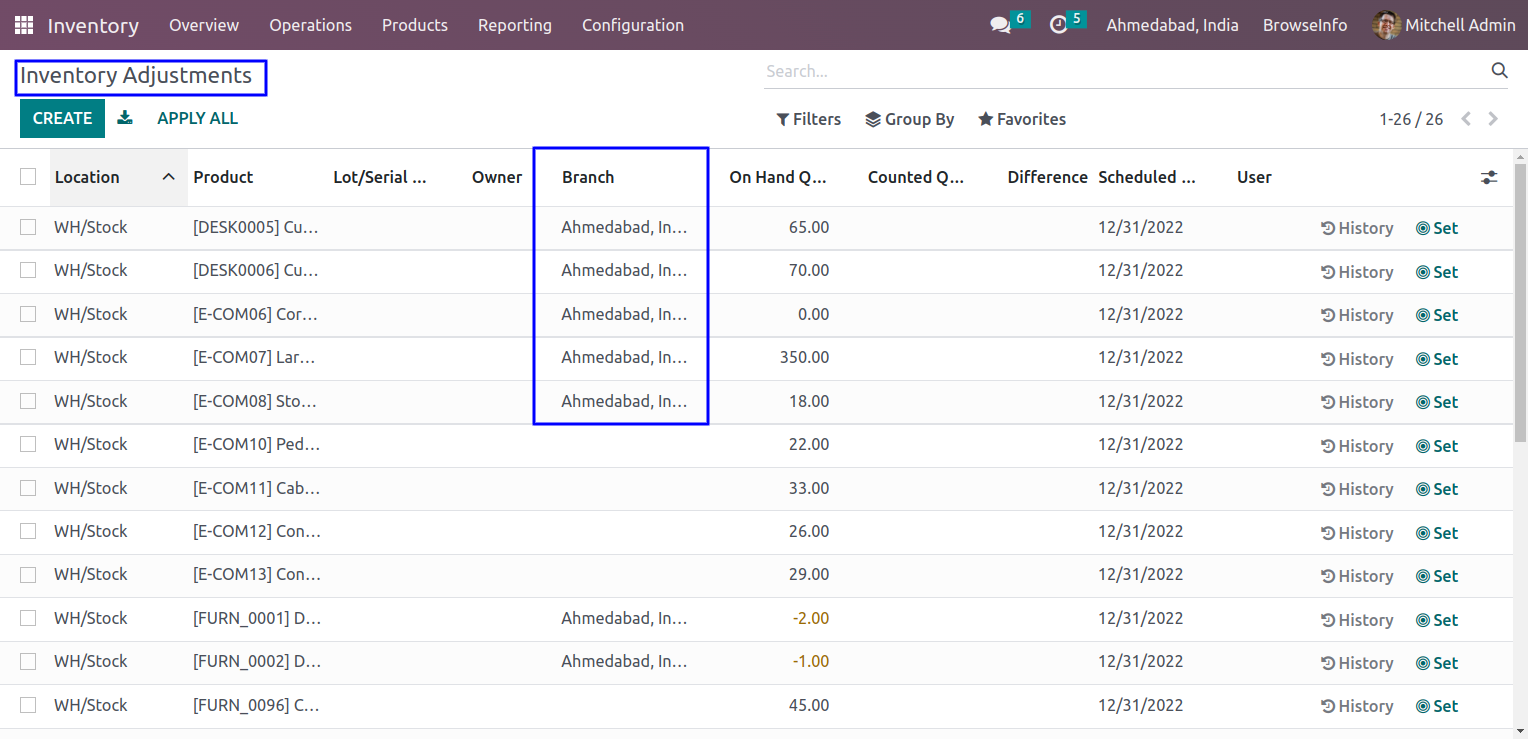 Inventory Overview Operations Products Reporting Configuration 6 5 Ahmedabad, India BrowseInfo Mitchell Admin
Inventory Adjustments Search...
CREATE APPLY ALL Filters Group By Favorites 1-26 / 26
Location Product Lot/Serial ... Owner Branch On Hand Q... Counted Q... Difference Scheduled ... User
WH/Stock [DESK0005] Cu... Ahmedabad, In... 65.00 12/31/2022 History Set
WH/Stock [DESK0006] Cu... Ahmedabad, In... 70.00 12/31/2022 History Set
WH/Stock [E-COM06] Cor... Ahmedabad, In... 0.00 12/31/2022 History Set
WH/Stock [E-COM07] Lar... Ahmedabad, In... 350.00 12/31/2022 History Set
WH/Stock [E-COM08] Sto... Ahmedabad, In... 18.00 12/31/2022 History Set
WH/Stock [E-COM10] Ped... 22.00 12/31/2022 History Set
WH/Stock [E-COM11] Cab... 33.00 12/31/2022 History Set
WH/Stock [E-COM12] Con... 26.00 12/31/2022 History Set
WH/Stock [E-COM13] Con... 29.00 12/31/2022 History Set
WH/Stock [FURN_0001] D... Ahmedabad, In... -2.00 12/31/2022 History Set
WH/Stock [FURN_0002] D... Ahmedabad, In... -1.00 12/31/2022 History Set
WH/Stock [FURN_0096] C... 45.00 12/31/2022 History Set